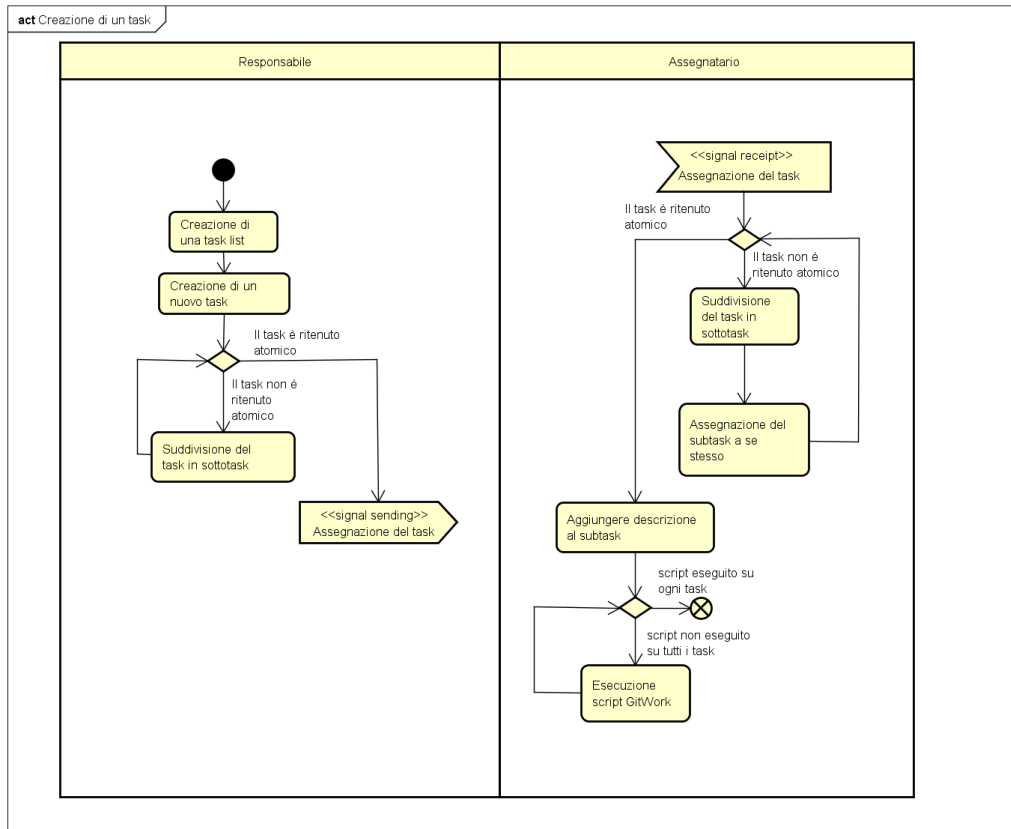 act Creazione di un task
Responsabile
Assegnatario
Creazione di
una task list
Creazione di un
nuovo task
Il task é ritenuto
atomico
Il task non é
ritenuto
atomico
Suddivisione del
task in sottotask
<<signal sending>>
Assegnazione del task
<<signal receipt>>
Assegnazione del task
Il task é ritenuto
atomico
Il task non é
ritenuto atomico
Suddivisione
del task in
sottotask
Assegnazione del
subtask a se
stesso
Aggiungere descrizione
al subtask
script eseguito su
ogni task
script non eseguito
su tutti i task
Esecuzione
script GitWork